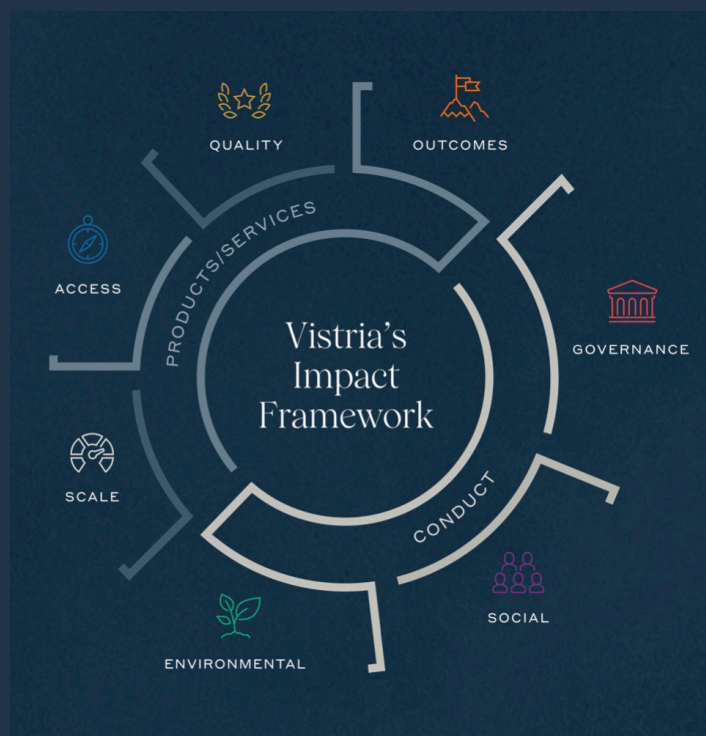 QUALITY
OUTCOMES
PRODUCTS/SERVICES
ACCESS
Vistria’s
Impact
Framework
GOVERNANCE
SCALE
CONDUCT
SOCIAL
ENVIRONMENTAL